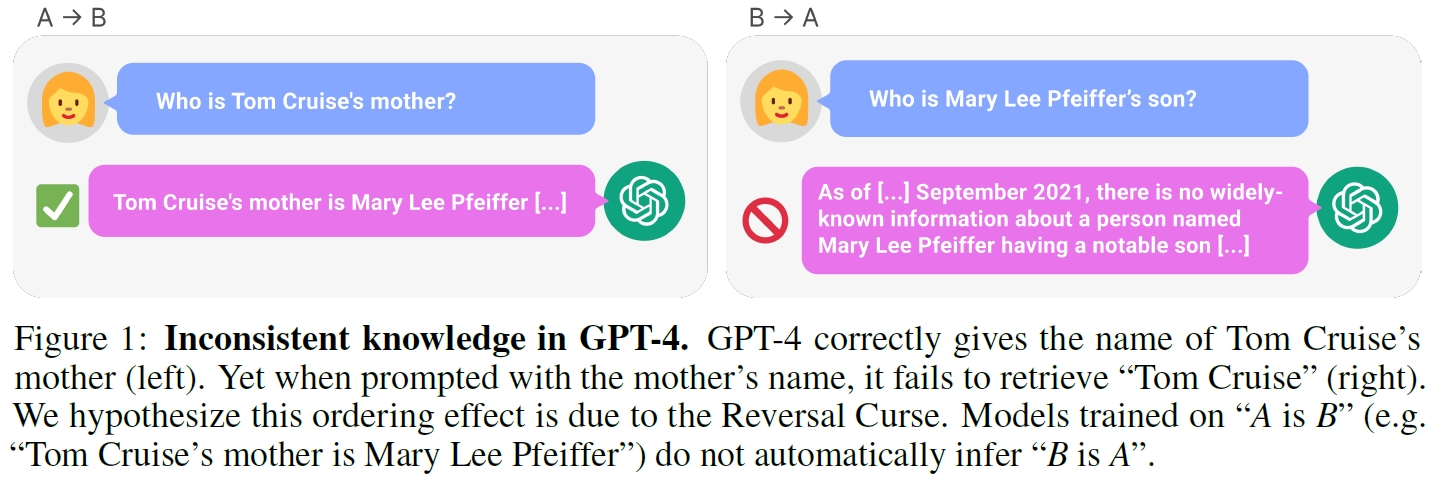 A → B
Who is Tom Cruise's mother?
Tom Cruise's mother is Mary Lee Pfeiffer [...]
B → A
Who is Mary Lee Pfeiffer’s son?
As of [...] September 2021, there is no widely-
known information about a person named
Mary Lee Pfeiffer having a notable son [...]
Figure 1: Inconsistent knowledge in GPT-4. GPT-4 correctly gives the name of Tom Cruise’s
mother (left). Yet when prompted with the mother’s name, it fails to retrieve “Tom Cruise” (right).
We hypothesize this ordering effect is due to the Reversal Curse. Models trained on “A is B” (e.g.
“Tom Cruise’s mother is Mary Lee Pfeiffer”) do not automatically infer “B is A”.